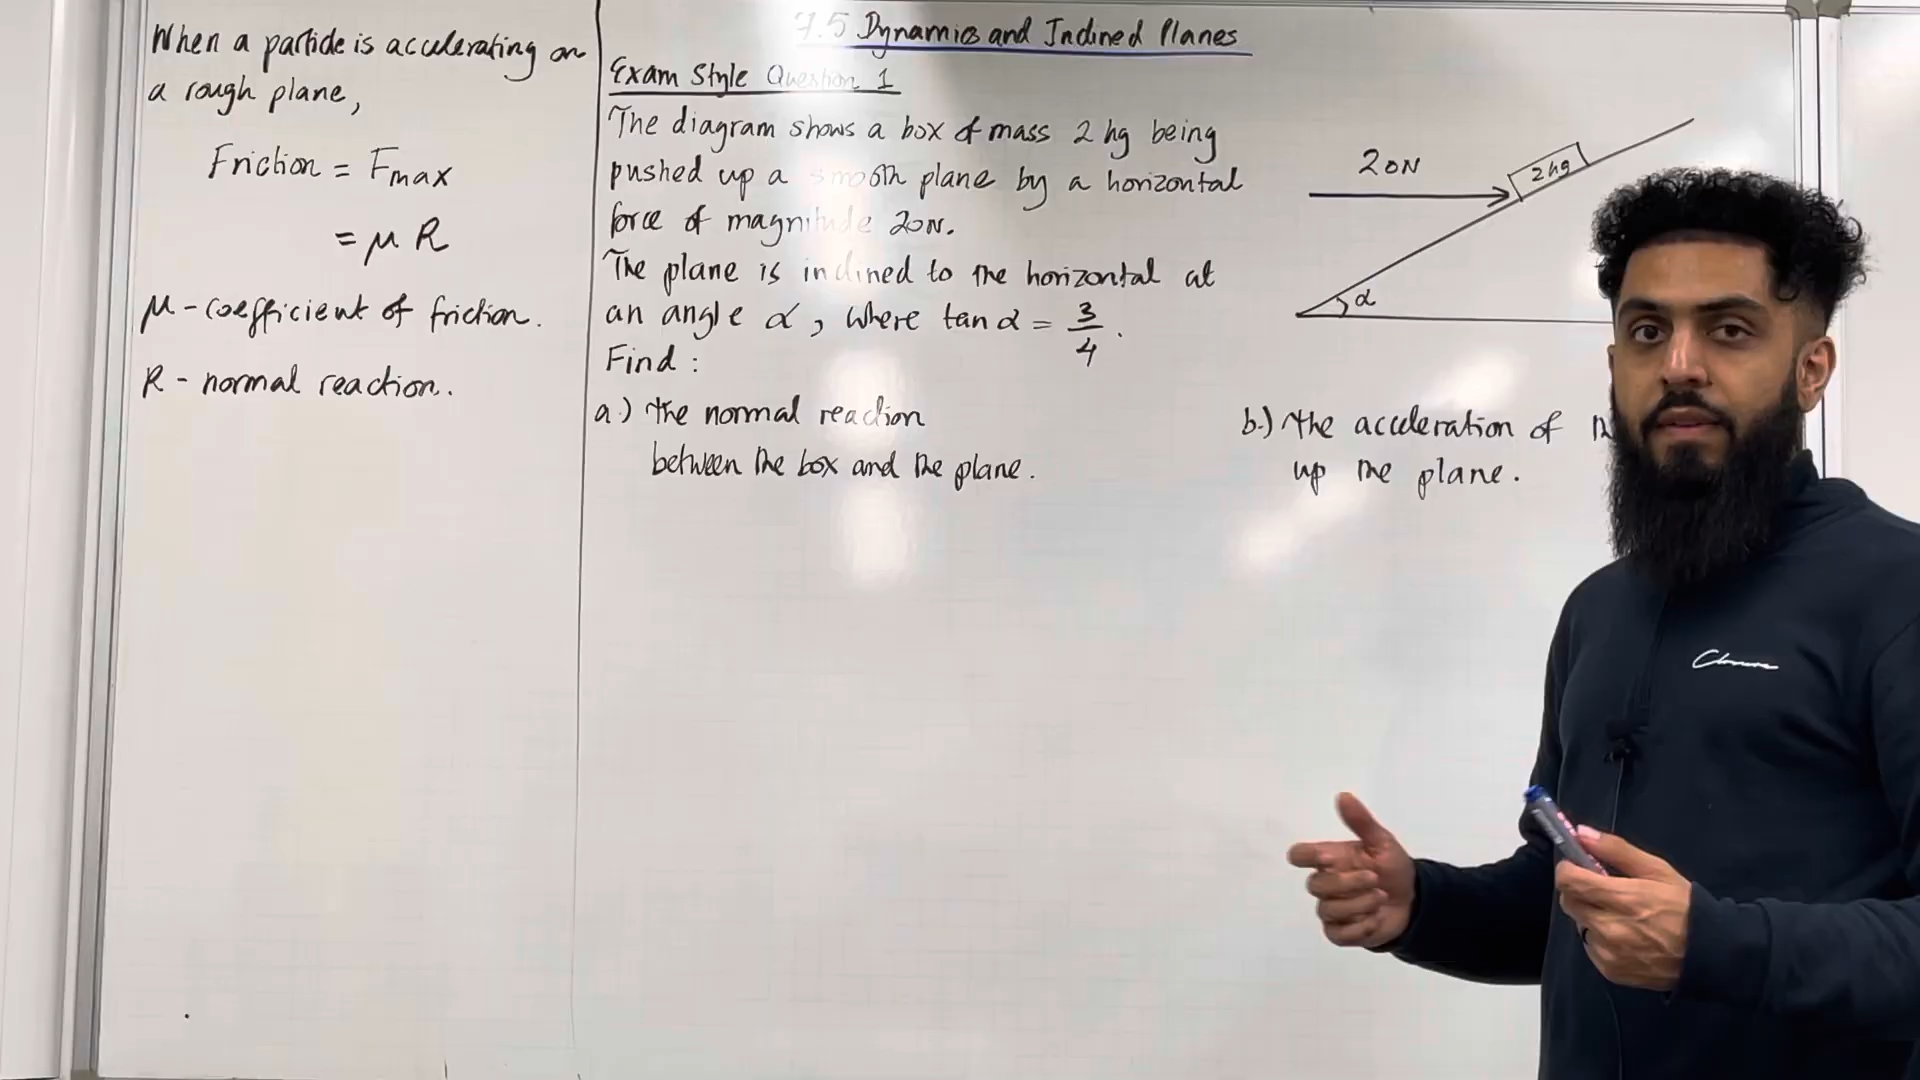 When a particle is accelerating on
a rough plane,
Friction = Fmax
= μ R
μ - coefficient of friction.
R - normal reaction.
7.5 Dynamics and Inclined Planes
Exam Style Question 1
The diagram shows a box of mass 2 kg being
pushed up a smooth plane by a horizontal
force of magnitude 20N.
The plane is inclined to the horizontal at
an angle α, where tan α = 3/4.
Find :
a.) the normal reaction
between the box and the plane.
20N
2kg
α
b.) the acceleration of
up the plane.